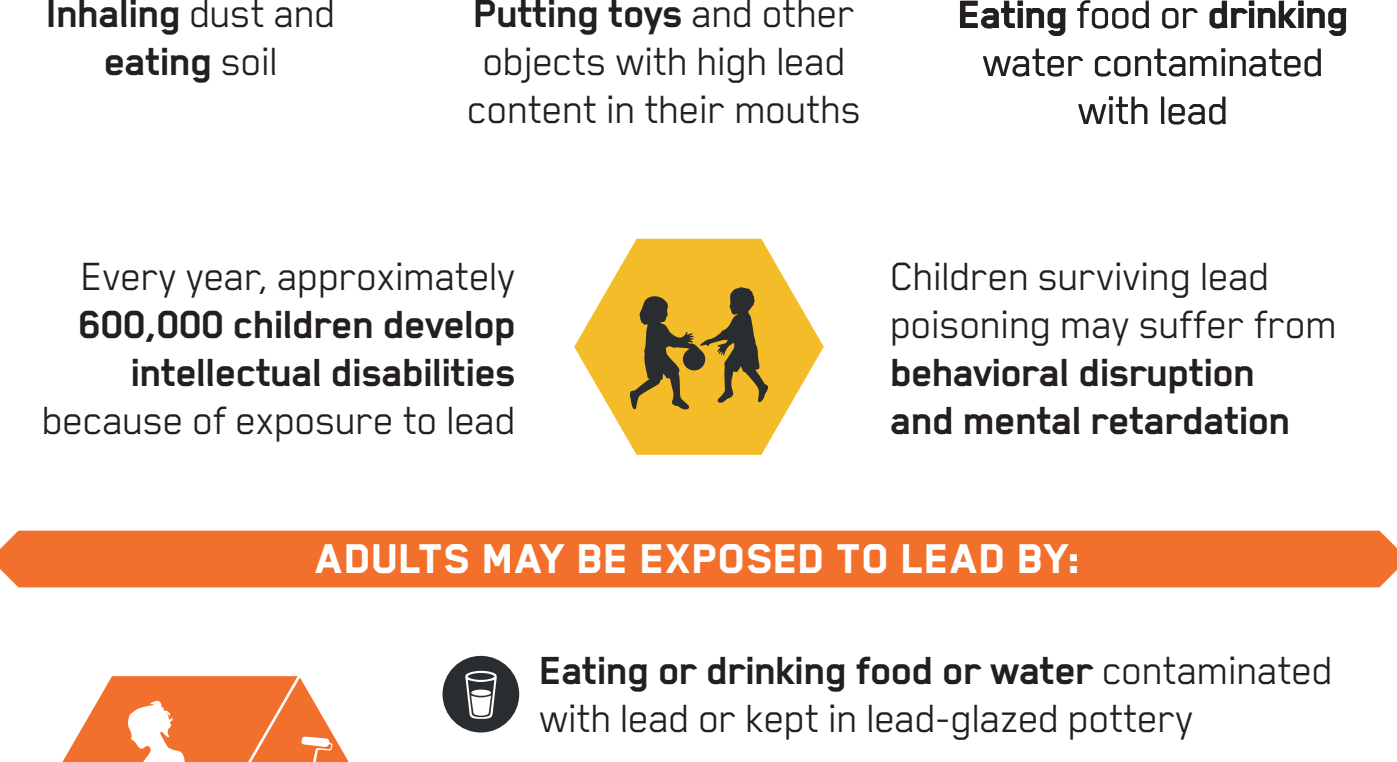 Inhaling dust and
eating soil
Putting toys and other
objects with high lead
content in their mouths
Eating food or drinking
water contaminated
with lead
Every year, approximately
600,000 children develop
intellectual disabilities
because of exposure to lead
Children surviving lead
poisoning may suffer from
behavioral disruption
and mental retardation
ADULTS MAY BE EXPOSED TO LEAD BY:
Eating or drinking food or water contaminated
with lead or kept in lead-glazed pottery